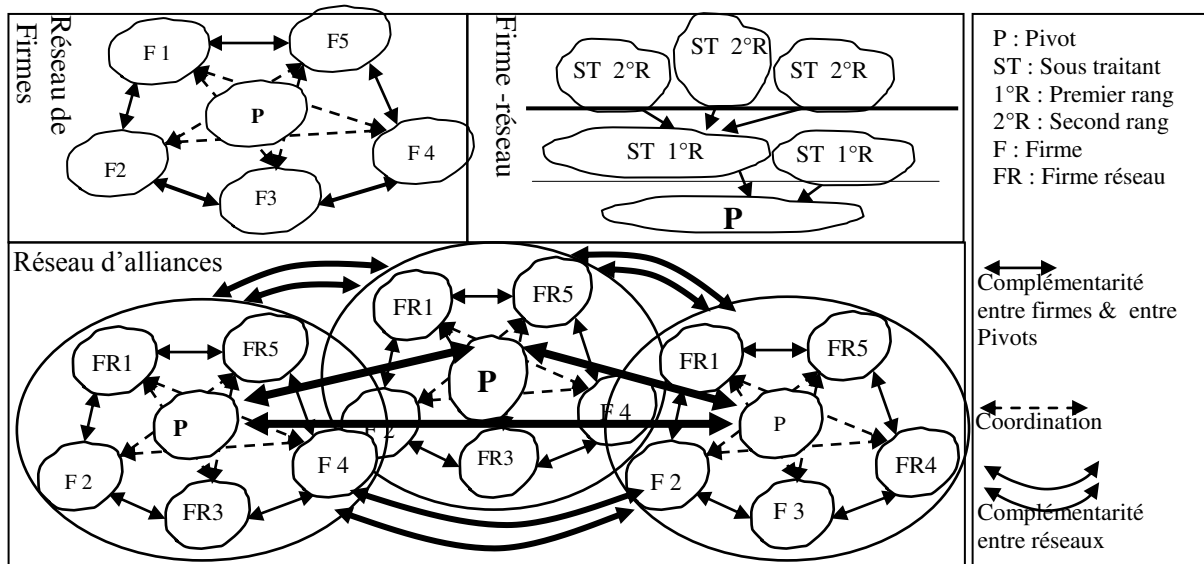 Réseau de
Firmes
F 1
F5
P
F2
F 4
F3
Firme -réseau
ST 2°R
ST 2°R
ST 2°R
ST 1°R
ST 1°R
P
P : Pivot
ST : Sous traitant
1°R : Premier rang
2°R : Second rang
F : Firme
FR : Firme réseau
Réseau d'alliances
FR1
FR5
P
F 2
F 4
FR3
FR1
FR5
P
F 2
F 4
FR3
FR1
FR5
P
F 2
FR4
F 3
Complémentarité
entre firmes & entre
Pivots
Coordination
Complémentarité
entre réseaux